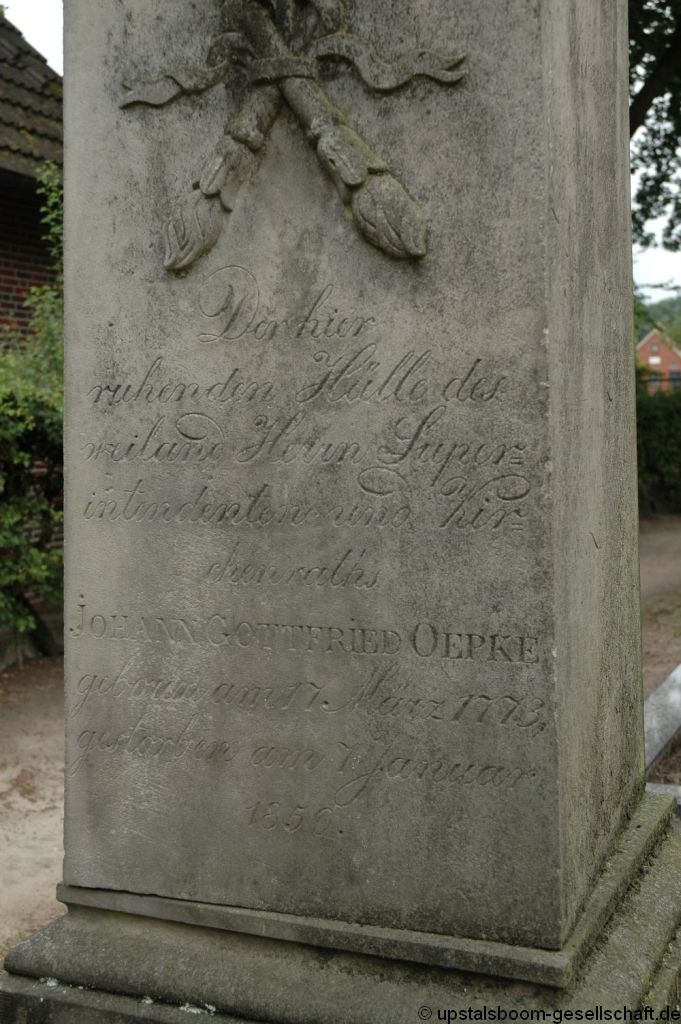 Der hier
ruhenden Hülle des
weiland Herrn Super=
intendenten und Kir=
chenraths
JOHANN GOTTFRIED OEPKE
geboren am 17 März 1773,
gestorben am 7 Januar
1850.
© upstalsboom-gesellschaft.de